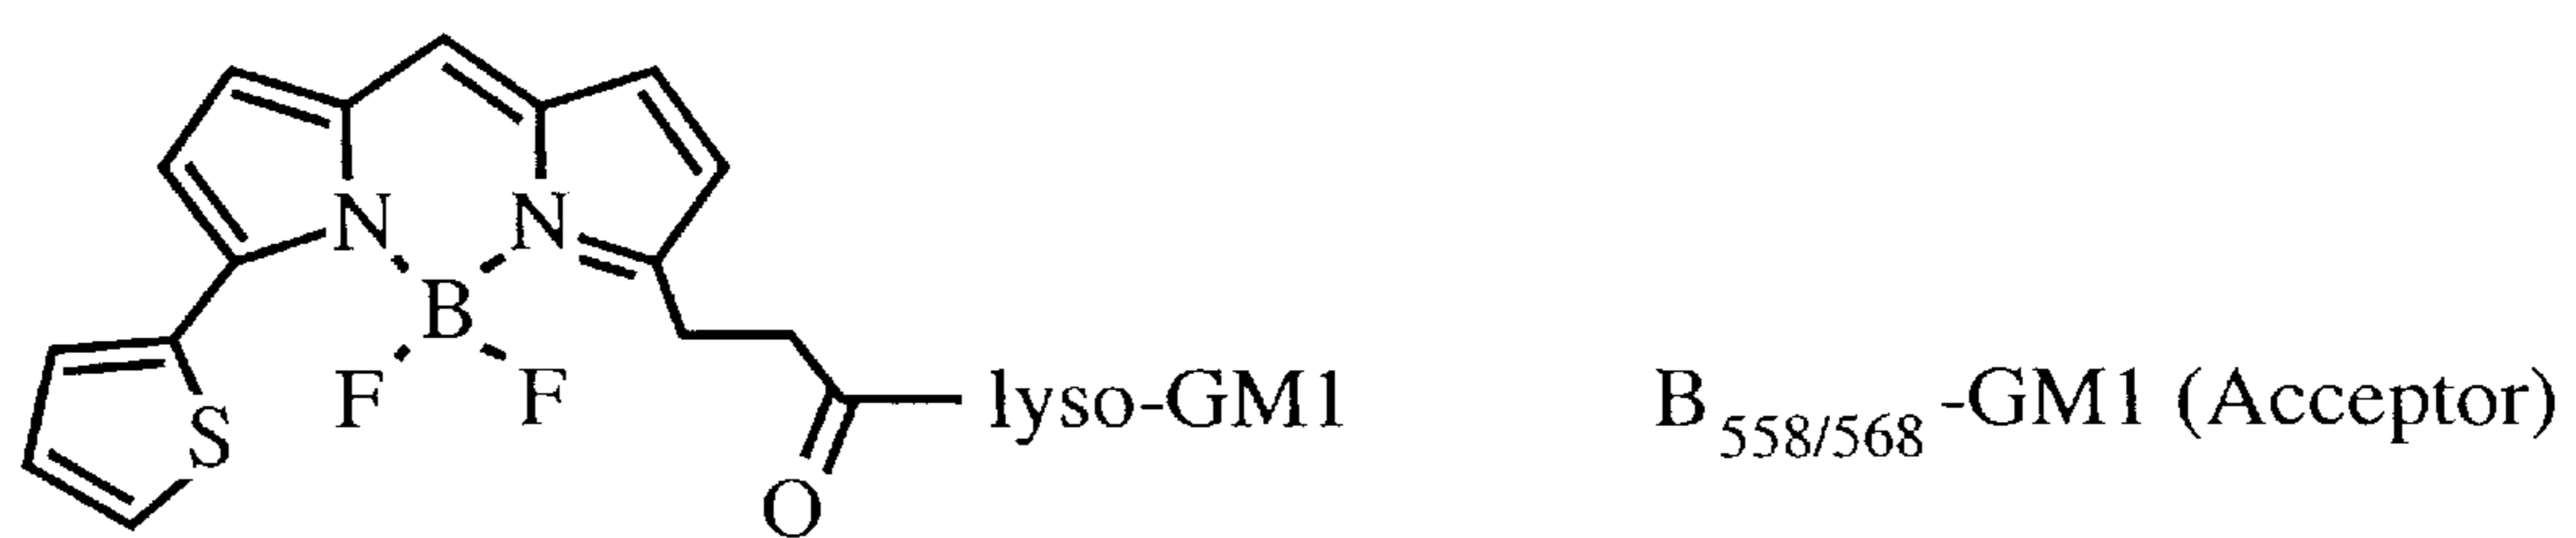 N N
B
F F
S
O
lyso-GM1
B558/568-GM1 (Acceptor)